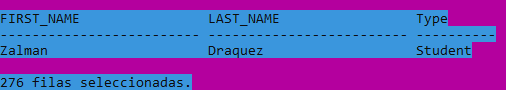 FIRST_NAME                LAST_NAME                 Type
------------------------- ------------------------- ----------
Zalman                    Draquez                   Student
276 filas seleccionadas.